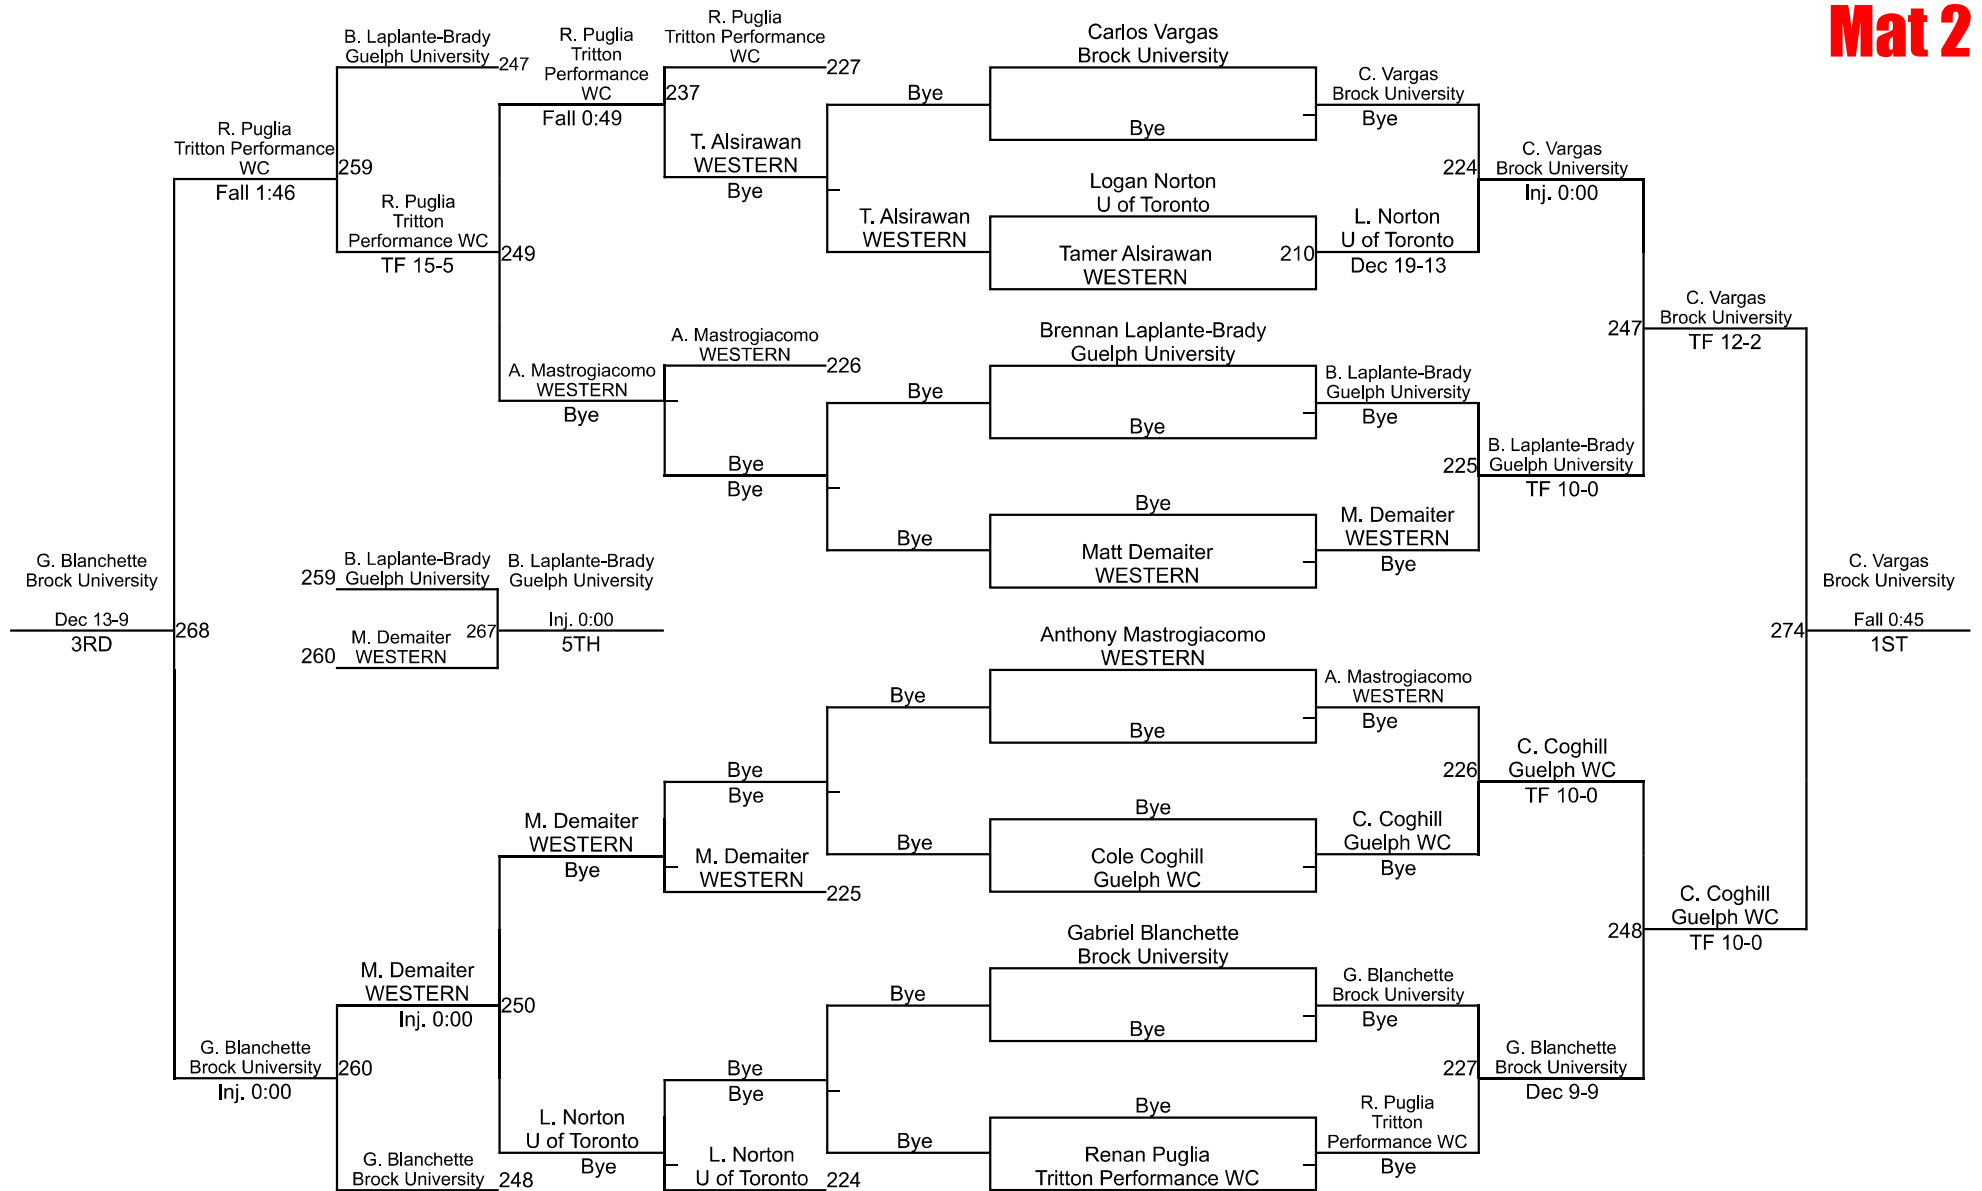 Mat 2
R. Puglia
Tritton Performance
WC
227
B. Laplante-Brady
Guelph University
247
R. Puglia
Tritton
Performance
WC
237
Fall 0:49
Carlos Vargas
Brock University
Bye
Bye
C. Vargas
Brock University
Bye
R. Puglia
Tritton Performance
WC
259
Fall 1:46
T. Alsirawan
WESTERN
Bye
224
C. Vargas
Brock University
Inj. 0:00
R. Puglia
Tritton
Performance WC
249
TF 15-5
T. Alsirawan
WESTERN
Logan Norton
U of Toronto
Tamer Alsirawan
WESTERN
210
L. Norton
U of Toronto
Dec 19-13
C. Vargas
Brock University
247
TF 12-2
A. Mastrogiacomo
WESTERN
226
A. Mastrogiacomo
WESTERN
Bye
Brennan Laplante-Brady
Guelph University
Bye
Bye
B. Laplante-Brady
Guelph University
Bye
Bye
Bye
225
B. Laplante-Brady
Guelph University
TF 10-0
Bye
Bye
Matt Demaiter
WESTERN
M. Demaiter
WESTERN
Bye
G. Blanchette
Brock University
Dec 13-9
268
3RD
259
B. Laplante-Brady
Guelph University
B. Laplante-Brady
Guelph University
260
M. Demaiter
WESTERN
267
Inj. 0:00
5TH
C. Vargas
Brock University
274
Fall 0:45
1ST
Anthony Mastrogiacomo
WESTERN
Bye
Bye
A. Mastrogiacomo
WESTERN
Bye
Bye
Bye
226
C. Coghill
Guelph WC
TF 10-0
M. Demaiter
WESTERN
Bye
M. Demaiter
WESTERN
225
Bye
Bye
Cole Coghill
Guelph WC
C. Coghill
Guelph WC
Bye
C. Coghill
Guelph WC
248
TF 10-0
Gabriel Blanchette
Brock University
Bye
Bye
G. Blanchette
Brock University
Bye
M. Demaiter
WESTERN
250
Inj. 0:00
G. Blanchette
Brock University
260
Inj. 0:00
Bye
Bye
227
G. Blanchette
Brock University
Dec 9-9
L. Norton
U of Toronto
Bye
L. Norton
U of Toronto
224
Bye
Bye
Renan Puglia
Tritton Performance WC
R. Puglia
Tritton
Performance WC
Bye
G. Blanchette
Brock University
248